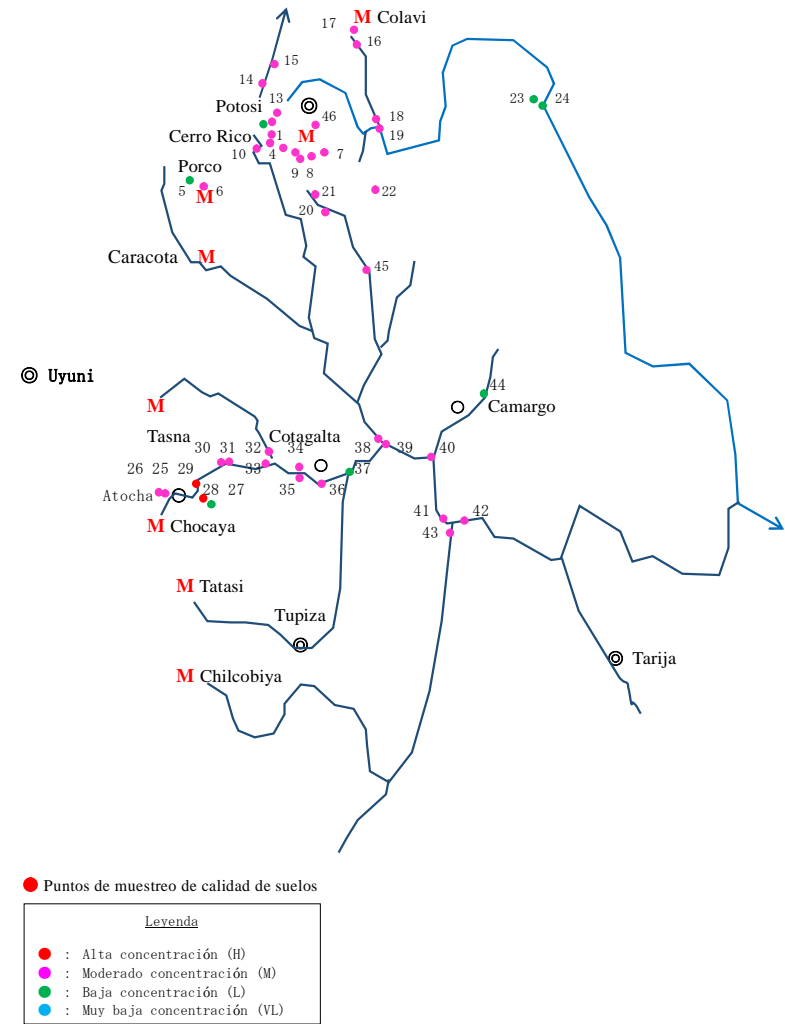 17 M Colavi
16
15
14
13
Potosi
46
18
23 24
Cerro Rico 1 M 19
10 4 7
9 8
Porco
5 6
M
21 22
20
Caracota M
45
Uyuni
44
M Camargo
Tasna Cotagalta
30 31 32 34 38 39 40
33
26 25 29 37
Atocha 28 27 35 36
41 42
M Chocaya 43
M Tatasi
Tupiza
Tarija
M Chilcobiya
Puntos de muestreo de calidad de suelos
Leyenda
: Alta concentración (H)
: Moderado concentración (M)
: Baja concentración (L)
: Muy baja concentración (VL)